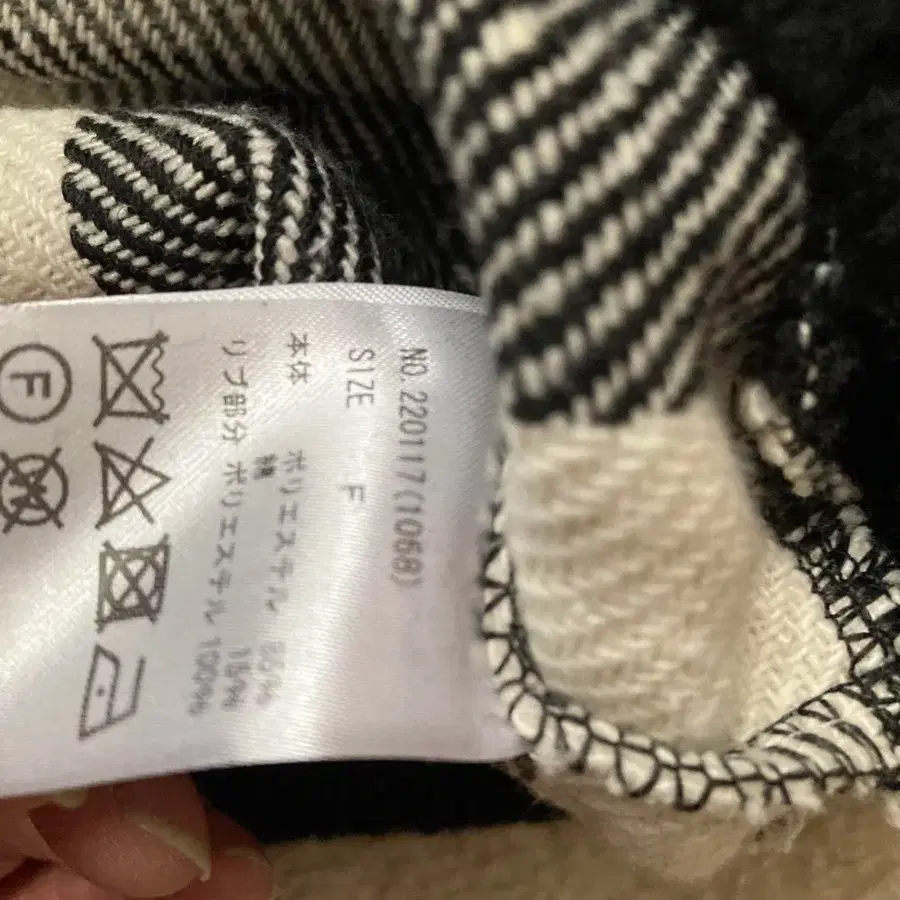 NO.220117(1068)
SIZE F
本体 ポリエステル 85%
綿 15%
リブ部分 ポリエステル 100%
F
W